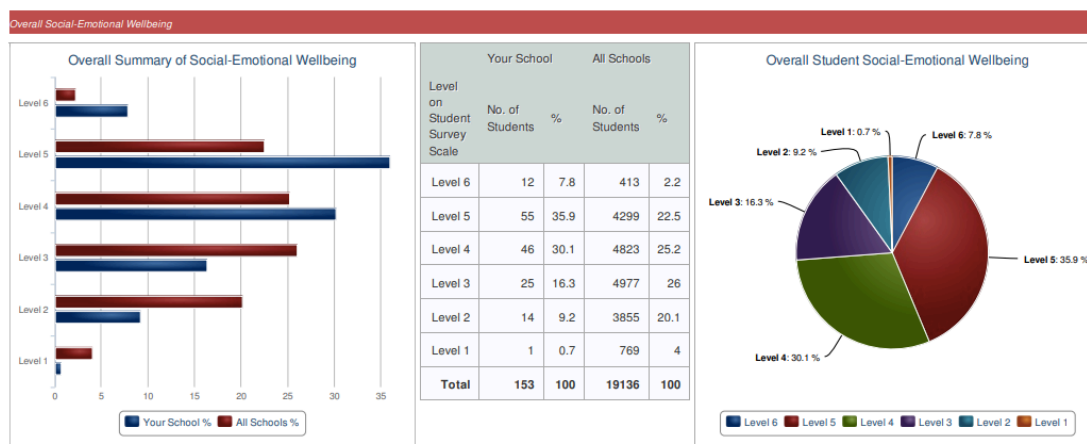 Overall Social-Emotional Wellbeing
Overall Summary of Social-Emotional Wellbeing
Level 6
Level 5
Level 4
Level 3
Level 2
Level 1
0 5 10 15 20 25 30 35
Your School % All Schools %
Your School All Schools
Level on Student Survey Scale No. of Students % No. of Students %
Level 6 12 7.8 413 2.2
Level 5 55 35.9 4299 22.5
Level 4 46 30.1 4823 25.2
Level 3 25 16.3 4977 26
Level 2 14 9.2 3855 20.1
Level 1 1 0.7 769 4
Total 153 100 19136 100
Overall Student Social-Emotional Wellbeing
Level 1: 0.7 %
Level 6: 7.8 %
Level 2: 9.2 %
Level 3: 16.3 %
Level 5: 35.9 %
Level 4: 30.1 %
Level 6 Level 5 Level 4 Level 3 Level 2 Level 1